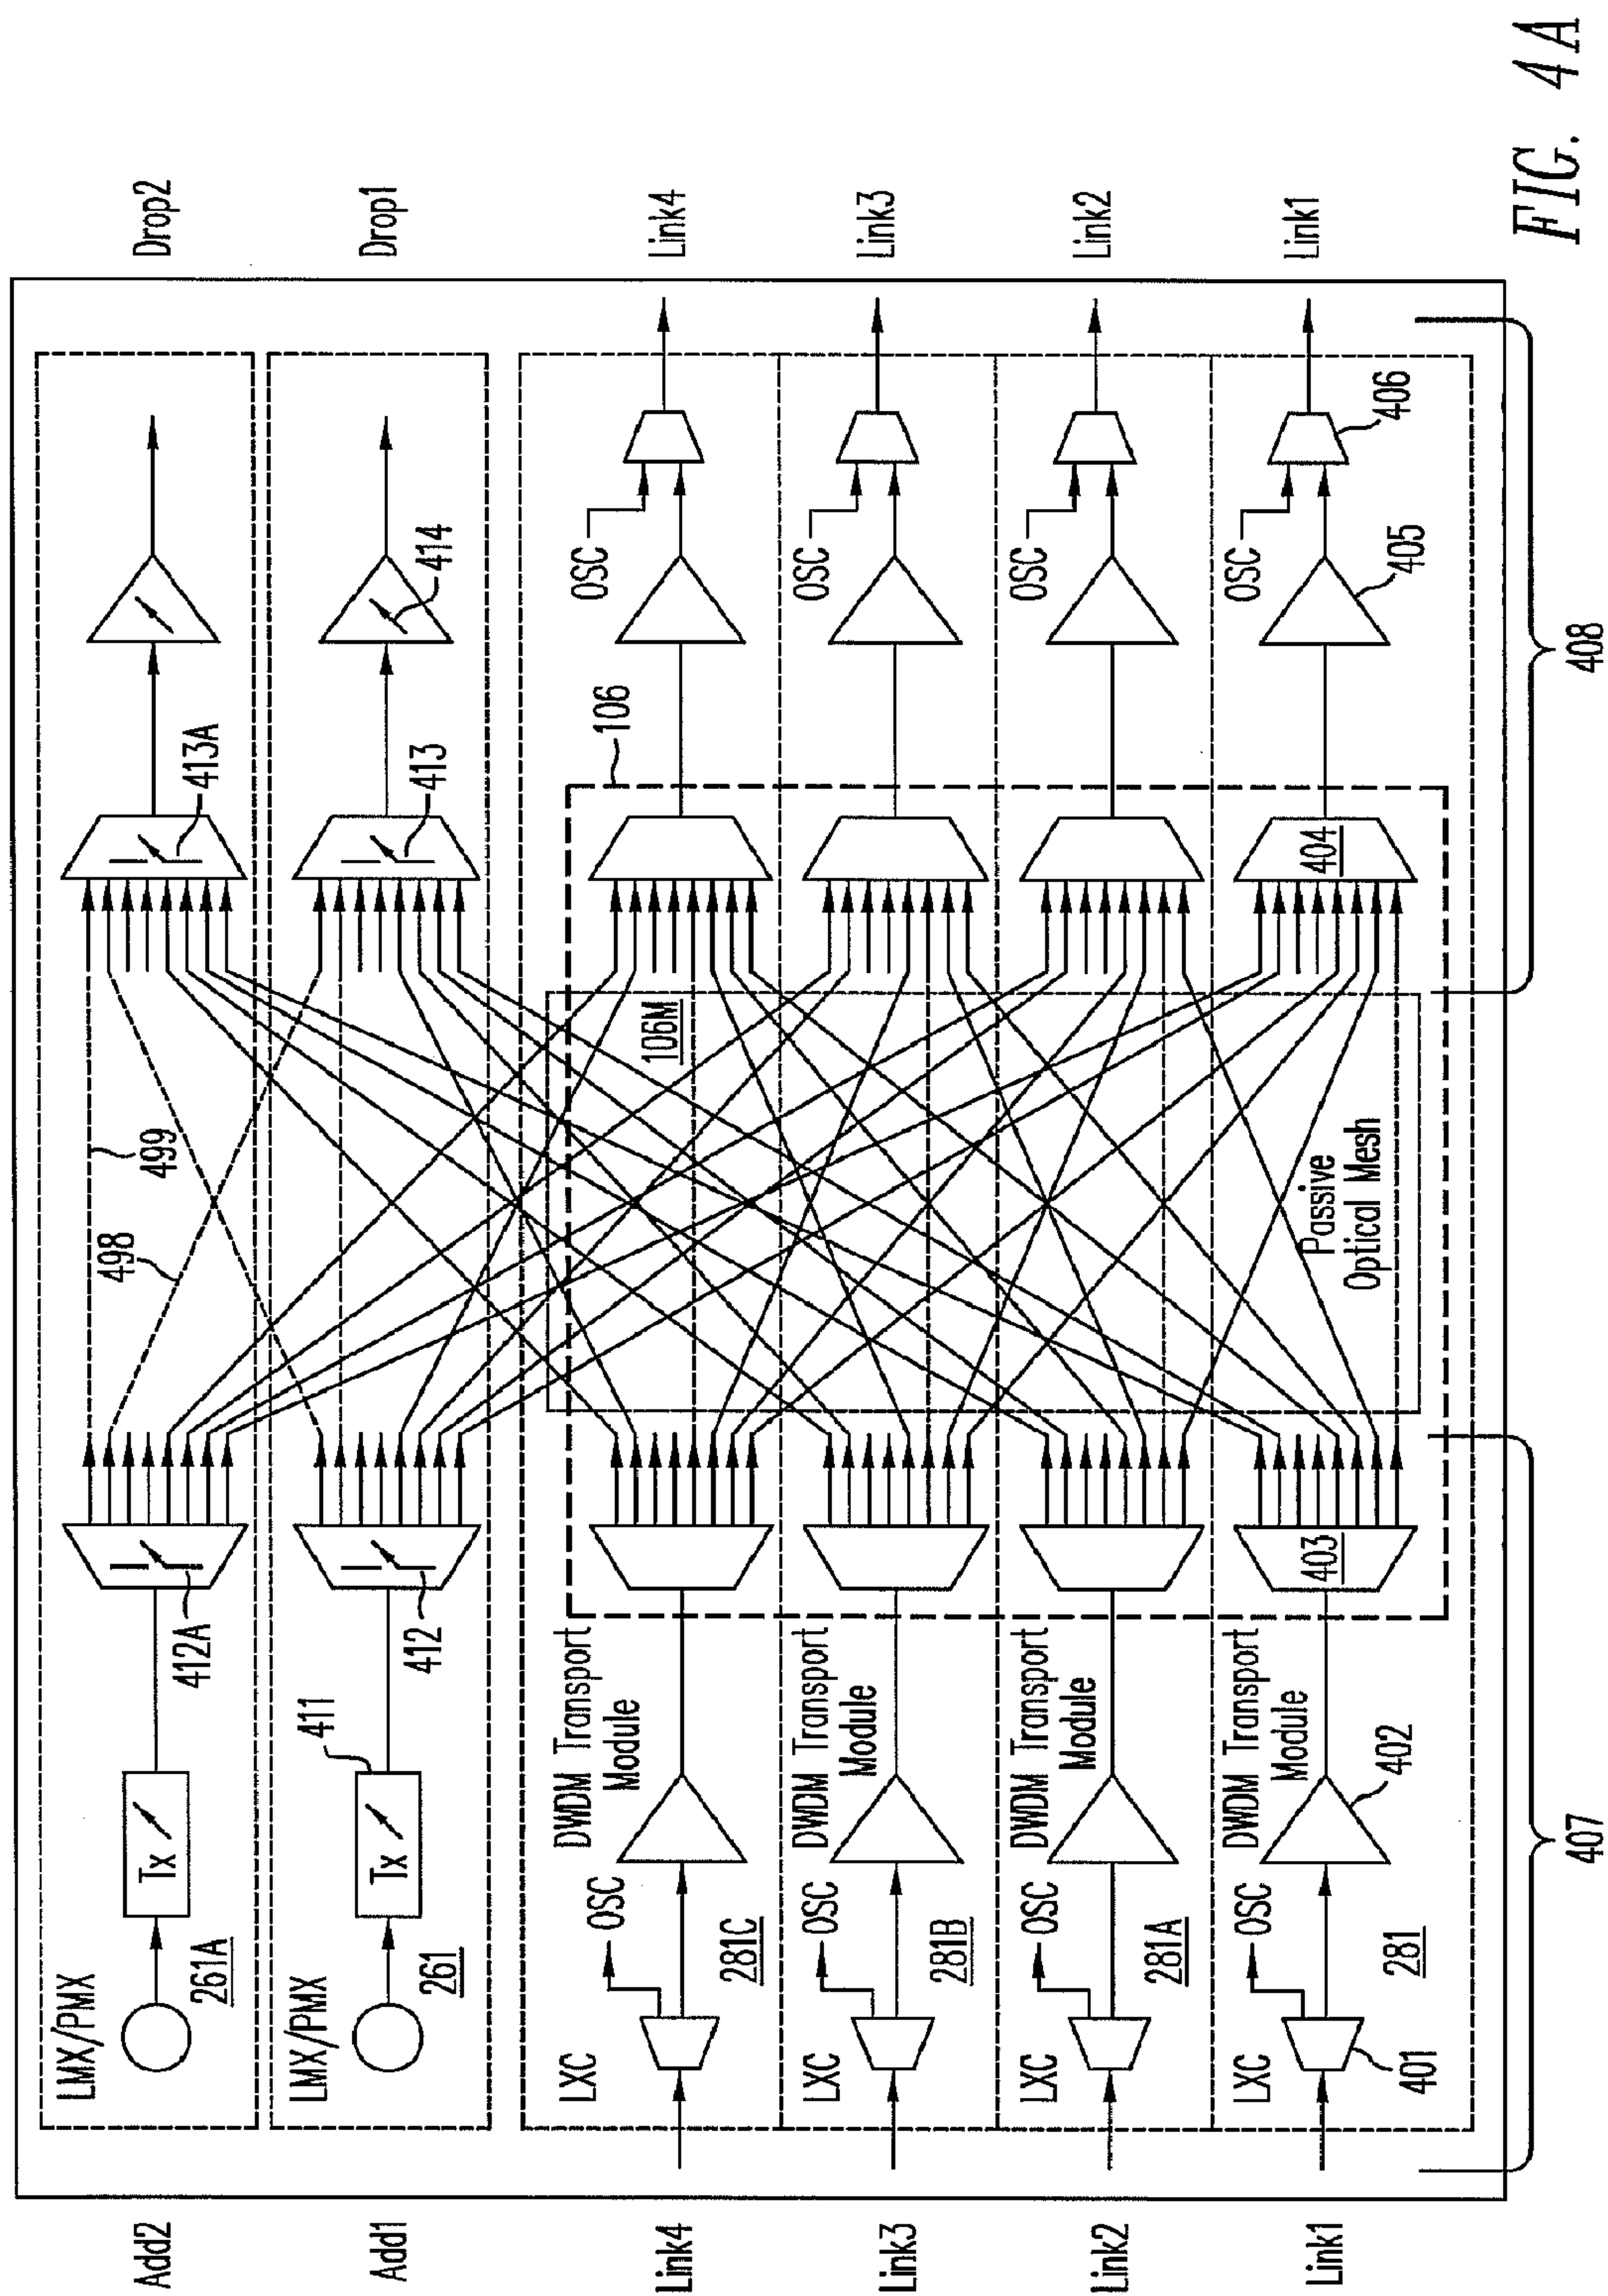 Add2
LMX/PMX
261A
Tx
412A
498
499
413A
Drop2
Add1
LMX/PMX
261
Tx
411
412
413
414
Drop1
Link4
LXC
OSC
281C
DWDM Transport
Module
106M
106
OSC
Link4
Link3
LXC
OSC
281B
DWDM Transport
Module
OSC
Link3
Link2
LXC
OSC
281A
DWDM Transport
Module
OSC
Link2
Link1
LXC
401
OSC
281
DWDM Transport
Module
402
403
Passive
Optical Mesh
404
OSC
405
406
Link1
407
408
FIG. 4A